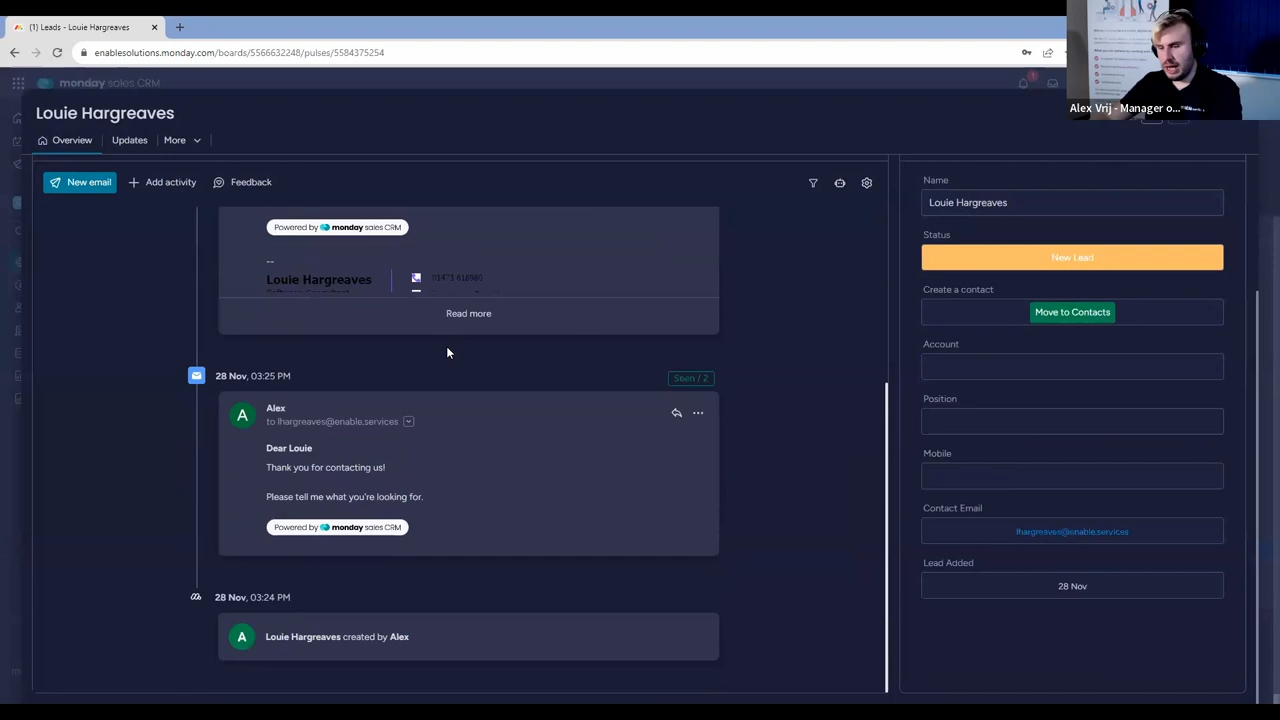 (1) Leads - Louie Hargreaves
enablesolutions.monday.com/boards/5566632248/pulses/5584375254
monday sales CRM
1
Alex Vrij - Manager o...
Louie Hargreaves
Overview
Updates
More
New email
Add activity
Feedback
Powered by monday sales CRM
--
Louie Hargreaves
Read more
28 Nov, 03:25 PM
Seen / 2
A
Alex
to lhargreaves@enable.services
Dear Louie
Thank you for contacting us!
Please tell me what you're looking for.
Powered by monday sales CRM
28 Nov, 03:24 PM
A
Louie Hargreaves created by Alex
Name
Louie Hargreaves
Status
New Lead
Create a contact
Move to Contacts
Account
Position
Mobile
Contact Email
lhargreaves@enable.services
Lead Added
28 Nov